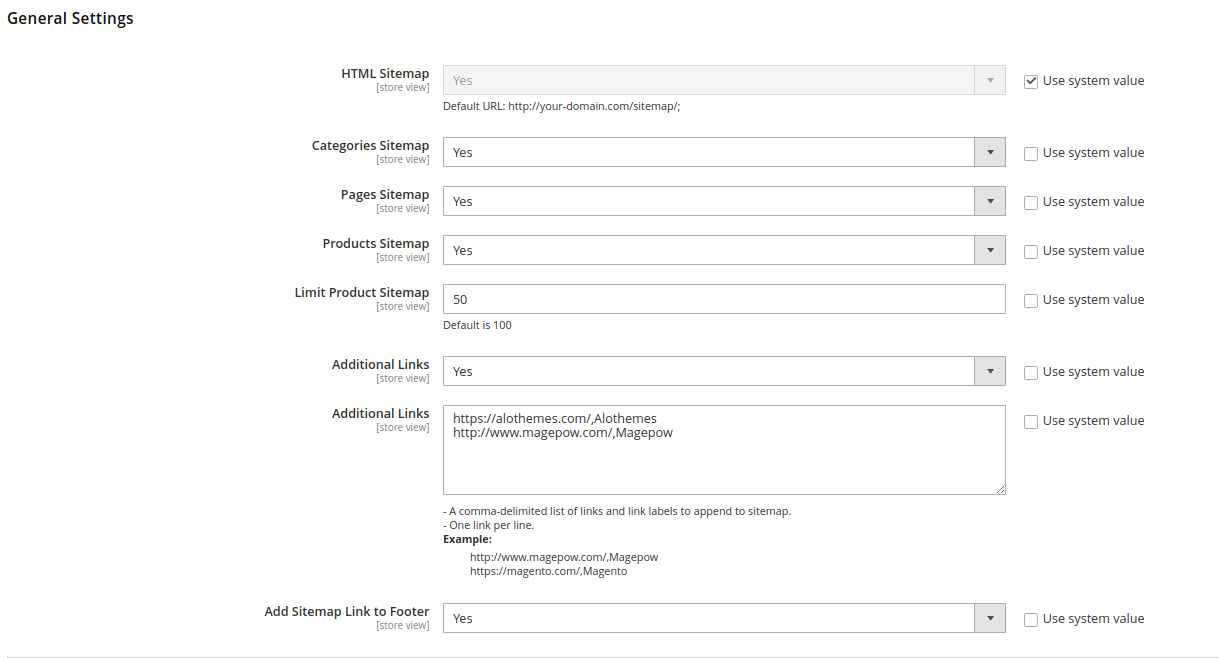 General Settings
HTML Sitemap
[store view]
Yes
Use system value
Default URL: http://your-domain.com/sitemap/;
Categories Sitemap
[store view]
Yes
Use system value
Pages Sitemap
[store view]
Yes
Use system value
Products Sitemap
[store view]
Yes
Use system value
Limit Product Sitemap
[store view]
50
Use system value
Default is 100
Additional Links
[store view]
Yes
Use system value
Additional Links
[store view]
https://alothemes.com/,Alothemes
http://www.magepow.com/,Magepow
Use system value
- A comma-delimited list of links and link labels to append to sitemap.
- One link per line.
Example:
http://www.magepow.com/,Magepow
https://magento.com/,Magento
Add Sitemap Link to Footer
[store view]
Yes
Use system value